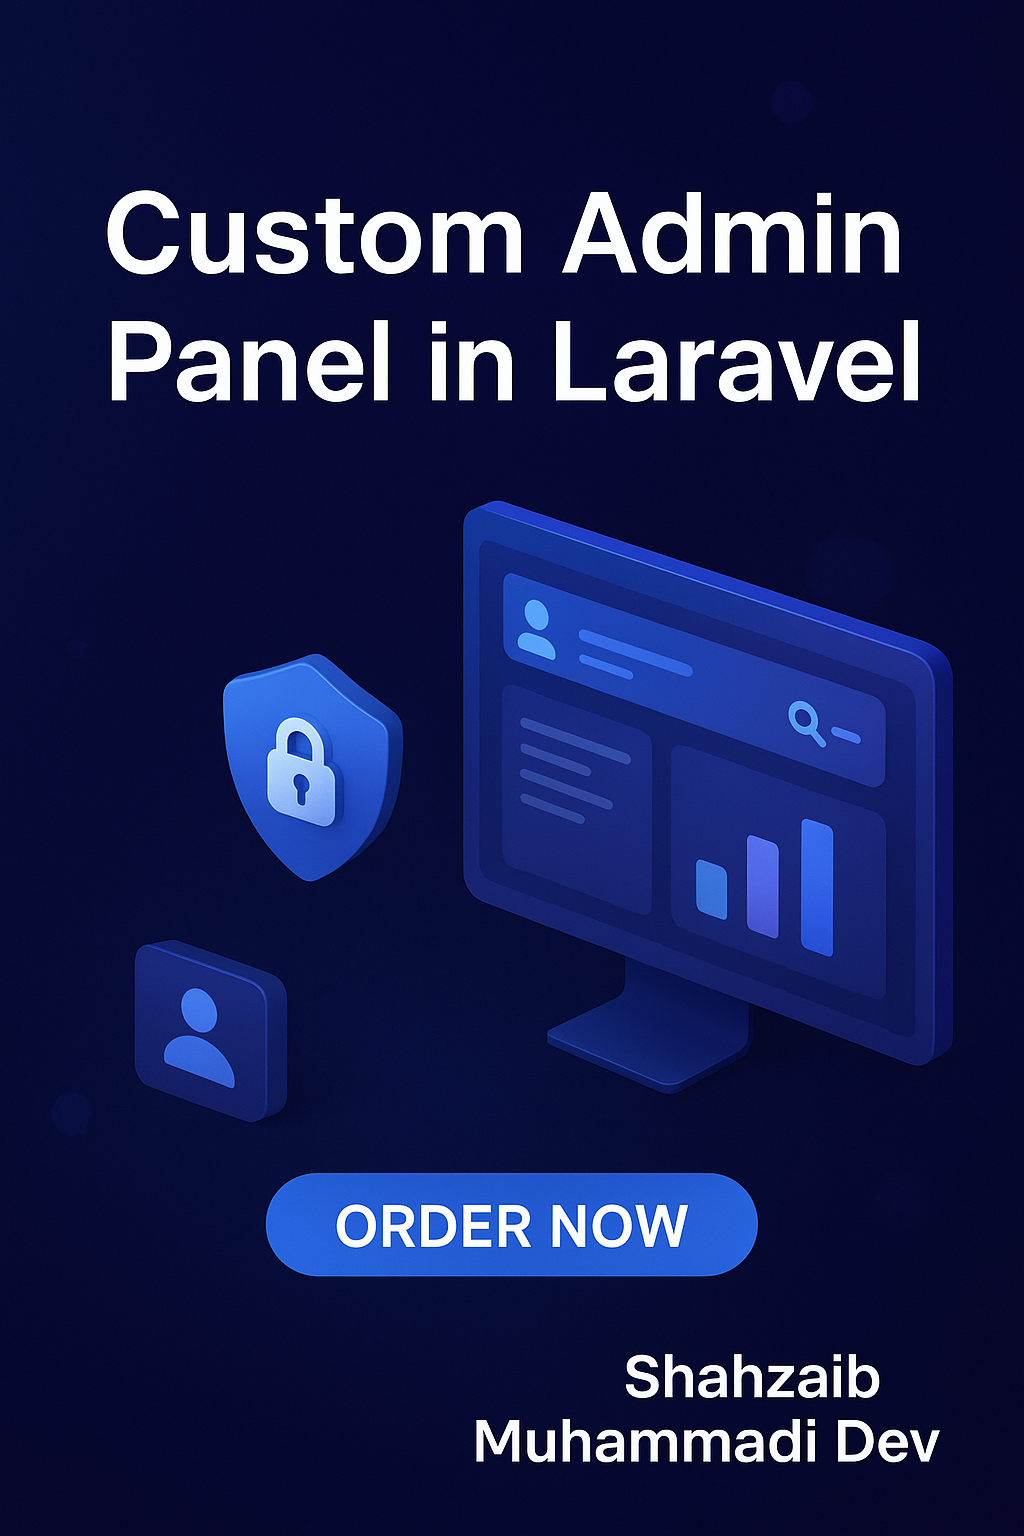 Custom Admin
Panel in Laravel
ORDER NOW
Shahzaib
Muhammadi Dev